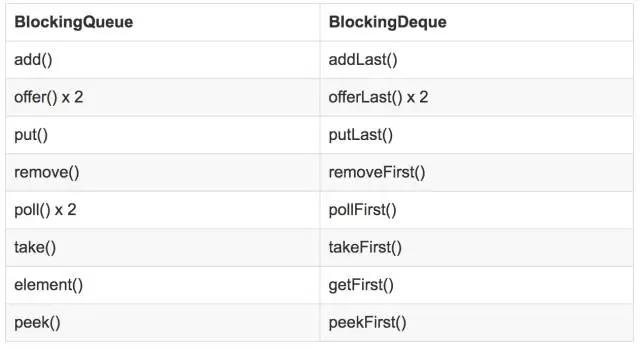 BlockingQueue BlockingDeque
add() addLast()
offer() x 2 offerLast() x 2
put() putLast()
remove() removeFirst()
poll() x 2 pollFirst()
take() takeFirst()
element() getFirst()
peek() peekFirst()